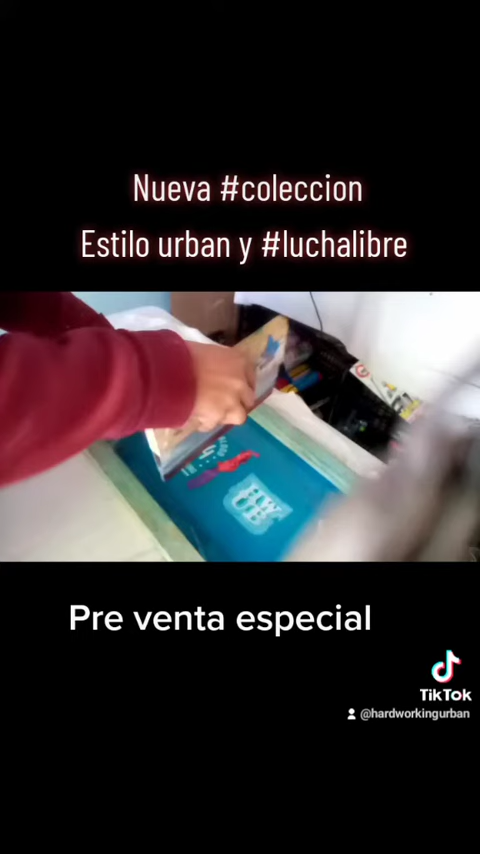 Nueva #coleccion
Estilo urban y #luchalibre
Pre venta especial
TikTok
@hardworkingurban